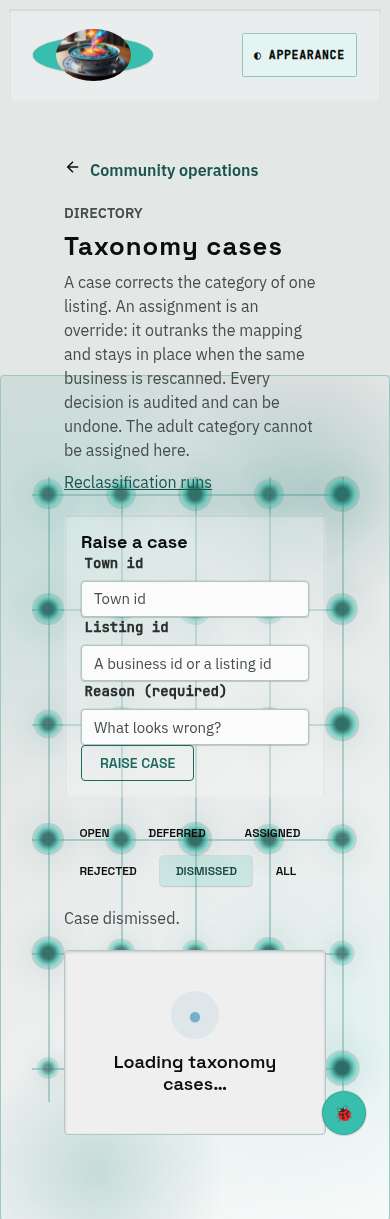 APPEARANCE
Community operations
DIRECTORY
Taxonomy cases
A case corrects the category of one
listing. An assignment is an
override: it outranks the mapping
and stays in place when the same
business is rescanned. Every
decision is audited and can be
undone. The adult category cannot
be assigned here.
Reclassification runs
Raise a case
Town id
Town id
Listing id
A business id or a listing id
Reason (required)
What looks wrong?
RAISE CASE
OPEN DEFERRED ASSIGNED
REJECTED DISMISSED ALL
Case dismissed.
Loading taxonomy
cases…